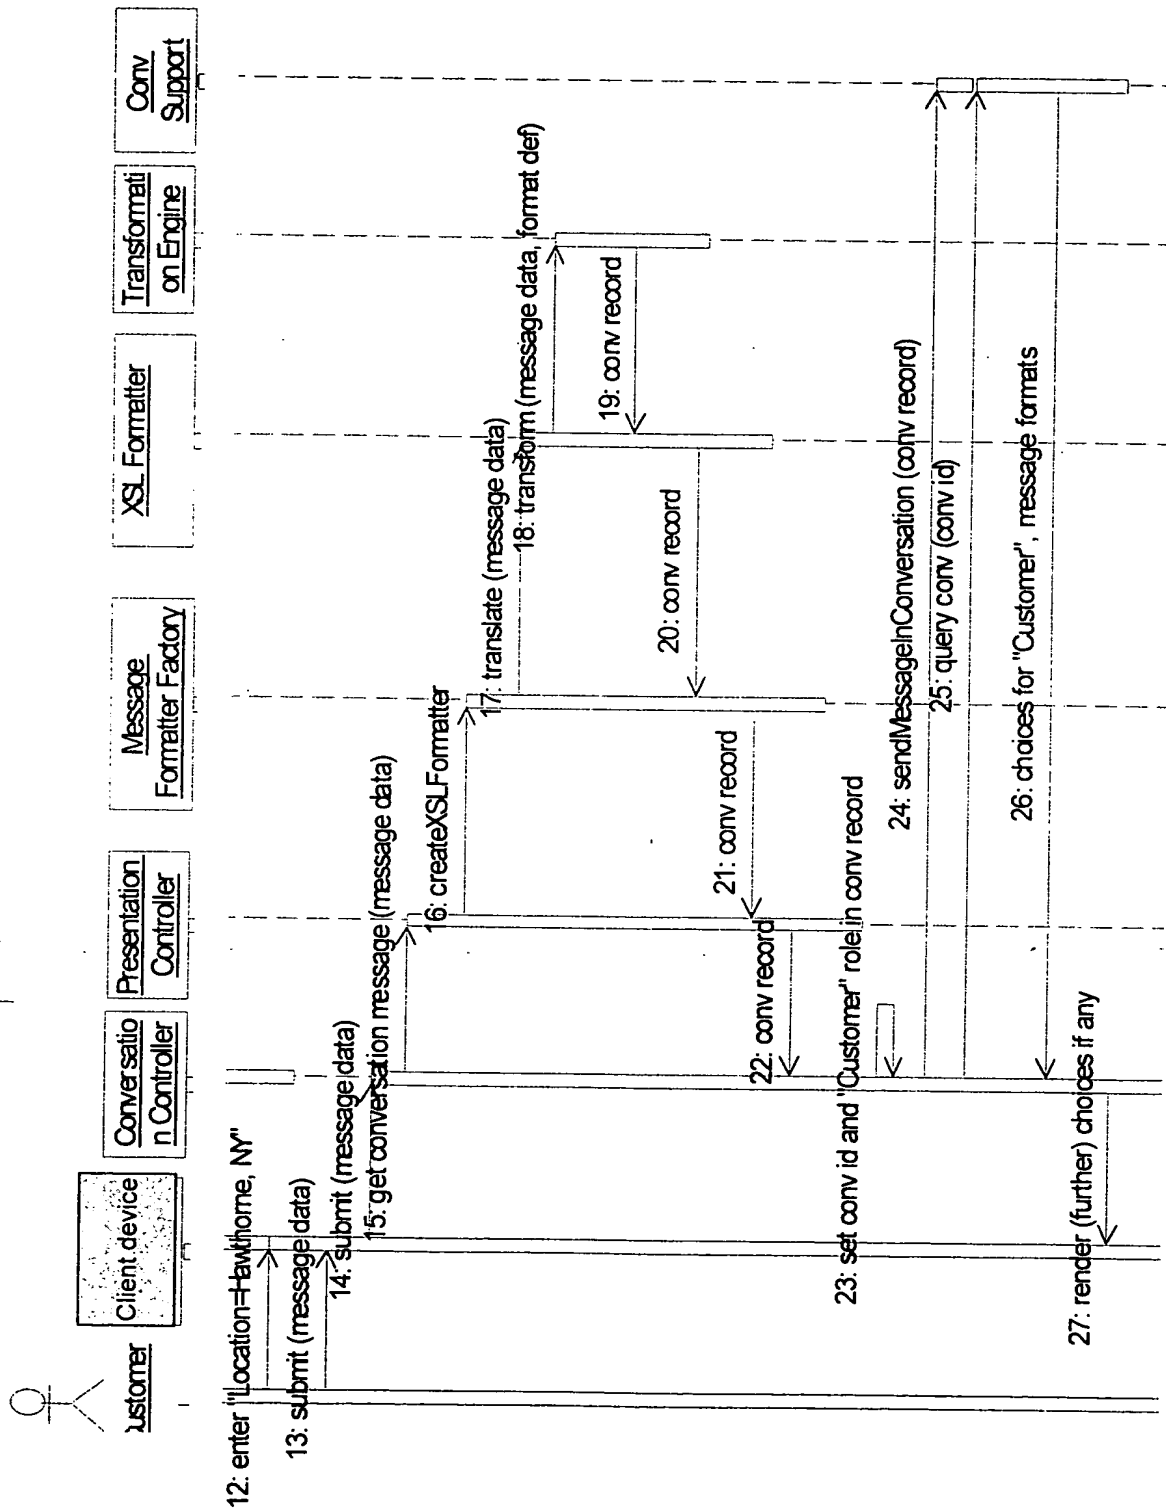 Customer
Client device
Conversatio
n Controller
Presentation
Controller
Message
Formatter Factory
XSL Formatter
Transformati
on Engine
Conv
Support
12: enter "Location=Hawthorne, NY"
13: submit (message data)
14: submit (message data)
15: get conversation message (message data)
16: createXSLFormatter
17: translate (message data)
18: transform (message data, format def)
19: conv record
20: conv record
21: conv record
22: conv record
23: set conv id and "Customer" role in conv record
24: sendMessageInConversation (conv record)
25: query conv (conv id)
26: choices for "Customer", message formats
27: render (further) choices if any